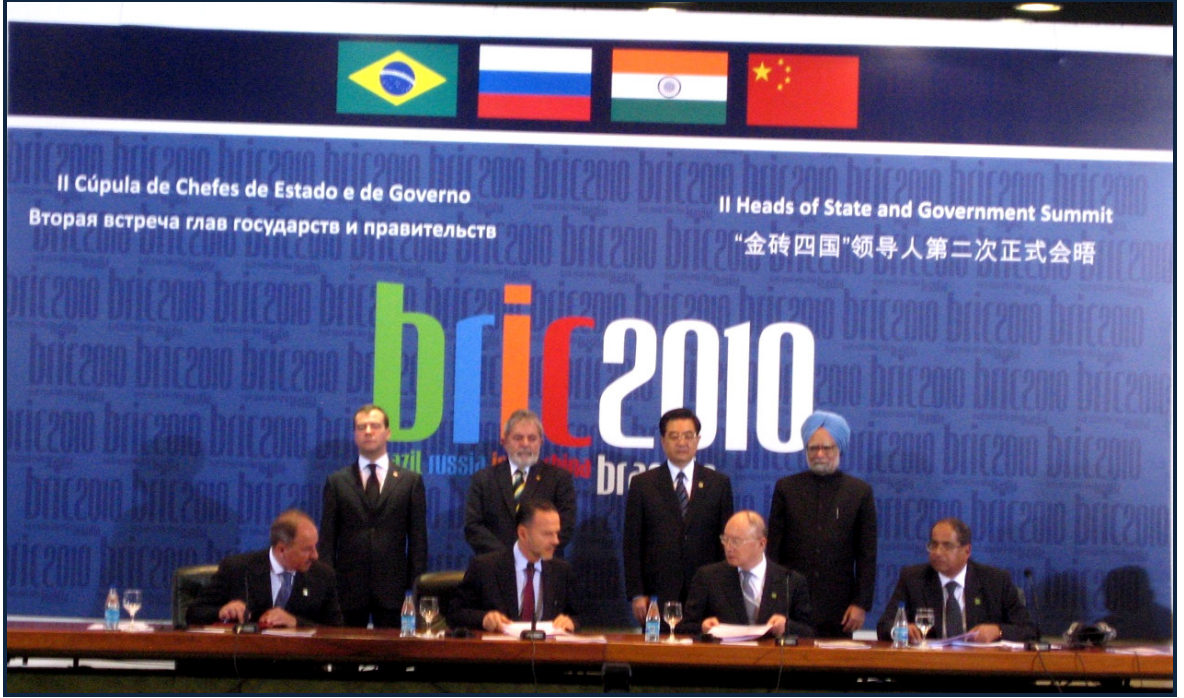 II Cúpula de Chefes de Estado e de Governo
Вторая встреча глав государств и правительств
II Heads of State and Government Summit
“金砖四国”领导人第二次正式会晤
bric2010
russia